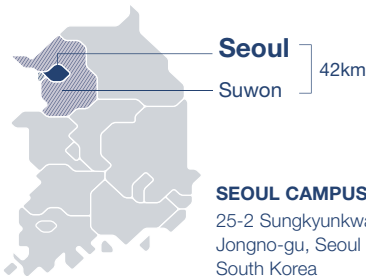 Seoul
42km
Suwon
SEOUL CAMPUS
25-2 Sungkyunkwa
Jongno-gu, Seoul
South Korea